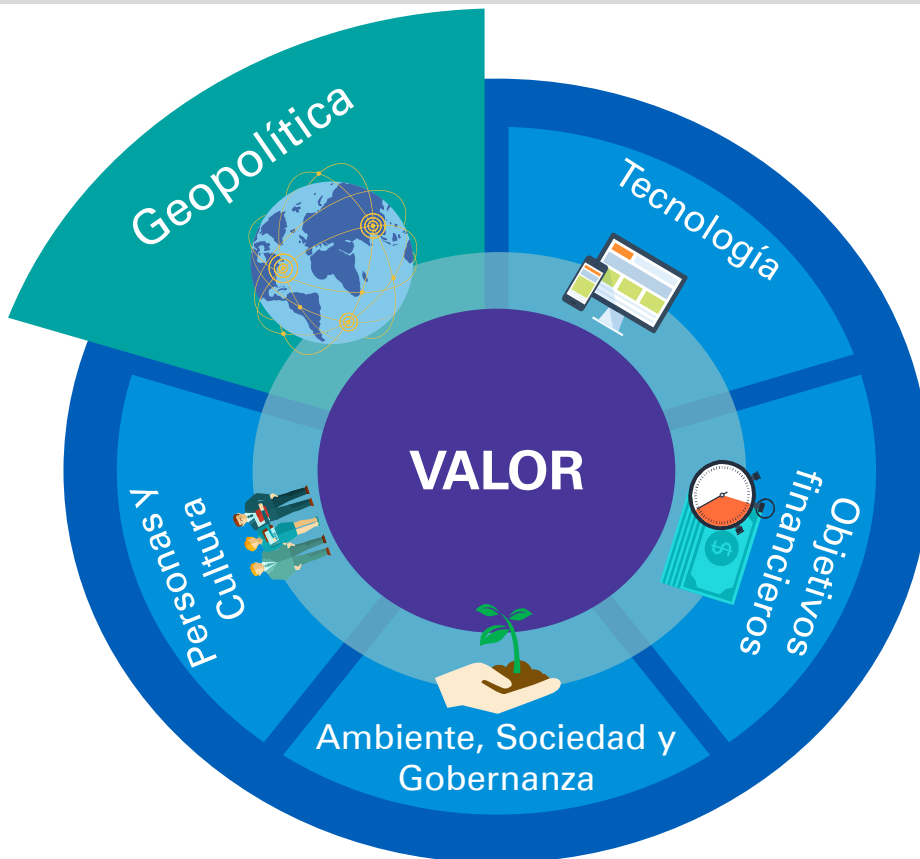 Geopolítica
Tecnología
Objetivos
financieros
Ambiente, Sociedad y
Gobernanza
Personas y
Cultura
VALOR
$